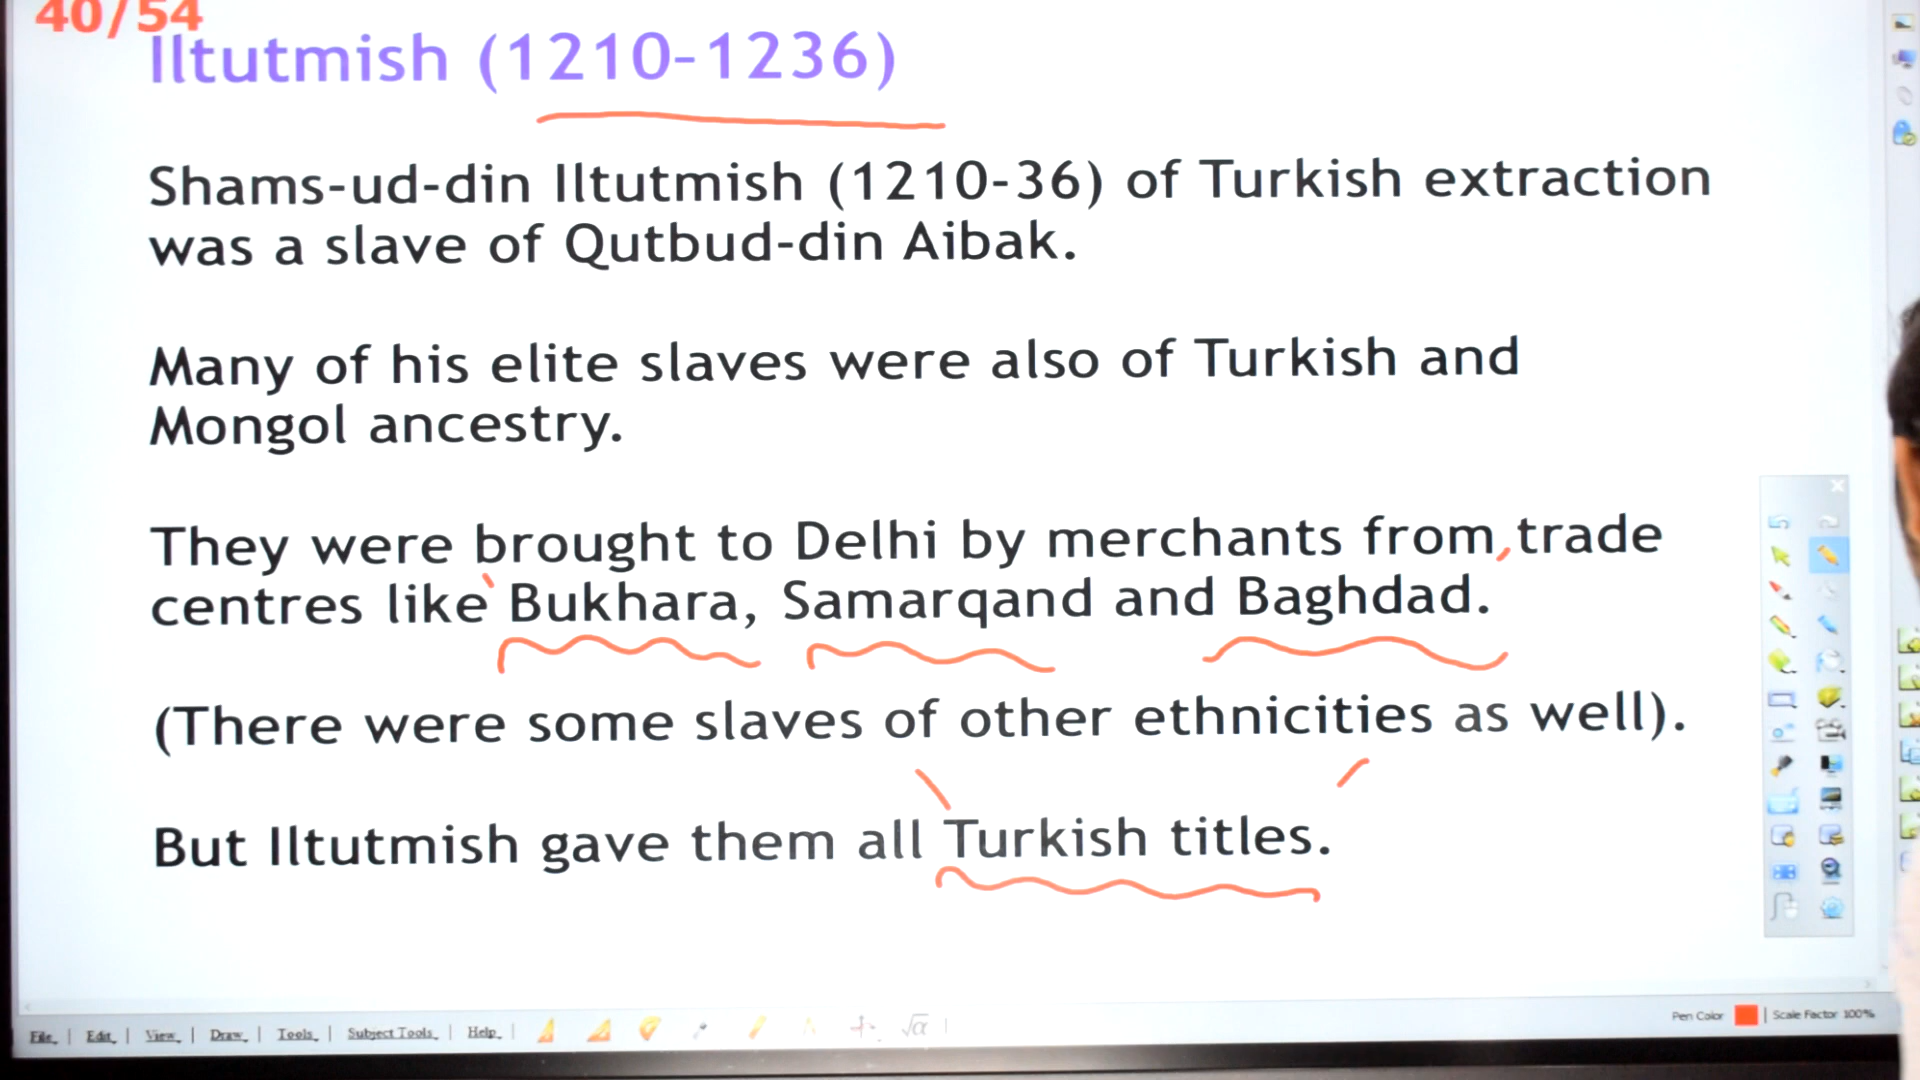 40/54
Iltutmish (1210-1236)
Shams-ud-din Iltutmish (1210-36) of Turkish extraction
was a slave of Qutbud-din Aibak.
Many of his elite slaves were also of Turkish and
Mongol ancestry.
They were brought to Delhi by merchants from trade
centres like Bukhara, Samarqand and Baghdad.
(There were some slaves of other ethnicities as well).
But Iltutmish gave them all Turkish titles.
File | Edit | View | Draw | Tools | Subject Tools | Help | √α |
Pen Color | Scale Factor 100%